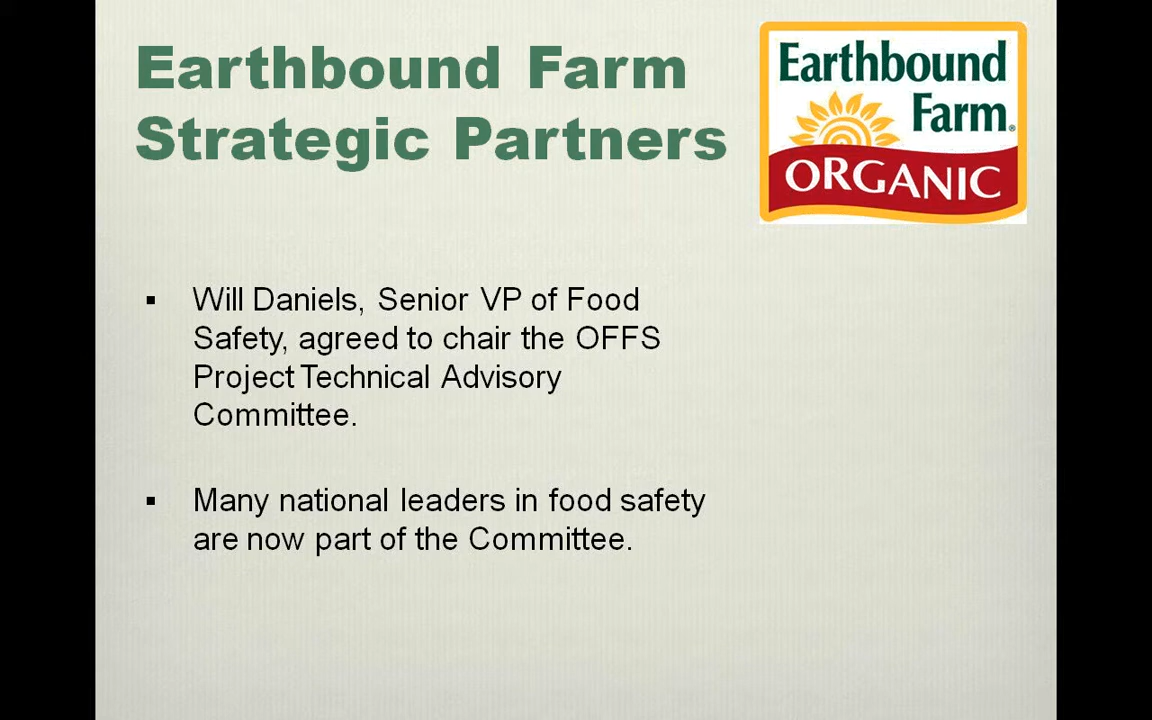 Earthbound Farm
Strategic Partners
Earthbound
Farm®
ORGANIC
▪ Will Daniels, Senior VP of Food
Safety, agreed to chair the OFFS
Project Technical Advisory
Committee.
▪ Many national leaders in food safety
are now part of the Committee.